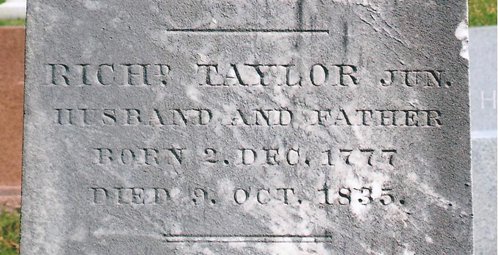 RICHD. TAYLOR JUN.
HUSBAND AND FATHER
BORN 2. DEC. 1777
DIED 9. OCT. 1835.